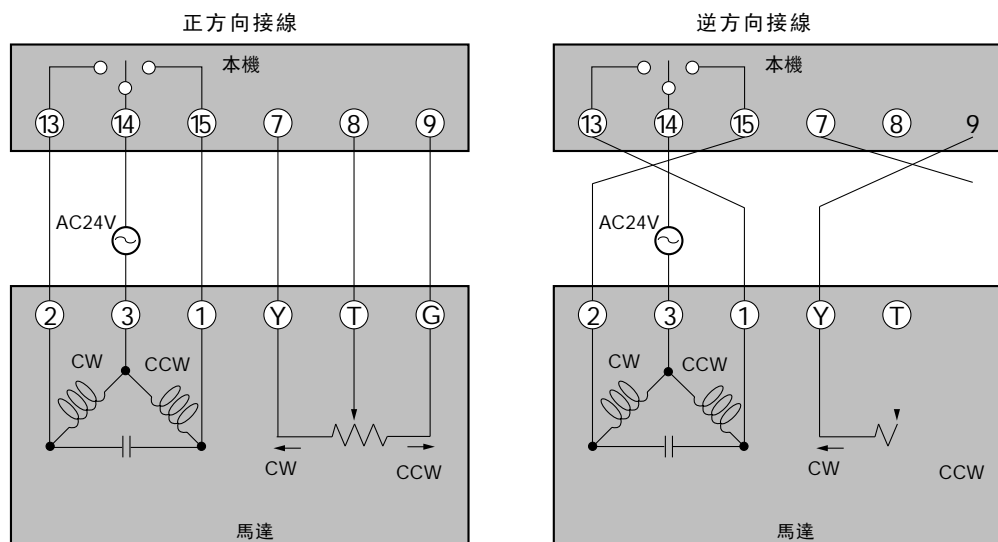 正方向接線
逆方向接線
本機
本機
13 14 15 7 8 9
13 14 15 7 8 9
AC24V
AC24V
2 3 1 Y T G
2 3 1 Y T
CW CCW
CW CCW
CW CCW
CW CCW
馬達
馬達